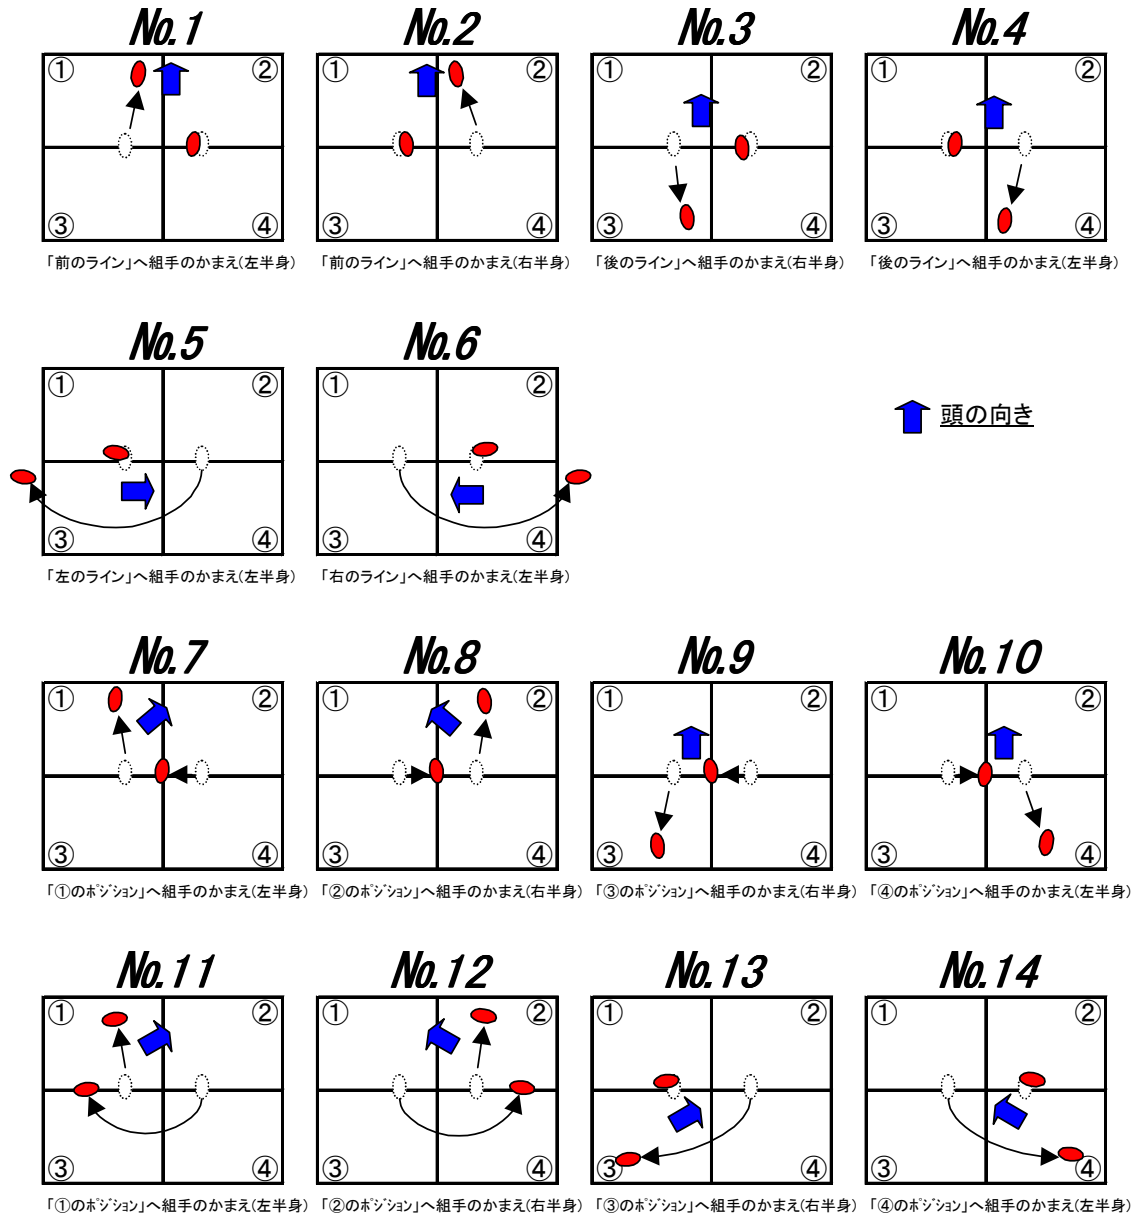 No.1 No.2 No.3 No.4
① ② ① ② ① ② ① ②
③ ④ ③ ④ ③ ④ ③ ④
「前のライン」へ組手のかまえ(左半身) 「前のライン」へ組手のかまえ(右半身) 「後のライン」へ組手のかまえ(右半身) 「後のライン」へ組手のかまえ(左半身)
No.5 No.6
① ② ① ②
頭の向き
③ ④ ③ ④
「左のライン」へ組手のかまえ(左半身) 「右のライン」へ組手のかまえ(左半身)
No.7 No.8 No.9 No.10
① ② ① ② ① ② ① ②
③ ④ ③ ④ ③ ④ ③ ④
「①のﾎﾟｼﾞｼｮﾝ」へ組手のかまえ(左半身) 「②のﾎﾟｼﾞｼｮﾝ」へ組手のかまえ(右半身) 「③のﾎﾟｼﾞｼｮﾝ」へ組手のかまえ(右半身) 「④のﾎﾟｼﾞｼｮﾝ」へ組手のかまえ(左半身)
No.11 No.12 No.13 No.14
① ② ① ② ① ② ① ②
③ ④ ③ ④ ③ ④ ③ ④
「①のﾎﾟｼﾞｼｮﾝ」へ組手のかまえ(左半身) 「②のﾎﾟｼﾞｼｮﾝ」へ組手のかまえ(右半身) 「③のﾎﾟｼﾞｼｮﾝ」へ組手のかまえ(右半身) 「④のﾎﾟｼﾞｼｮﾝ」へ組手のかまえ(左半身)